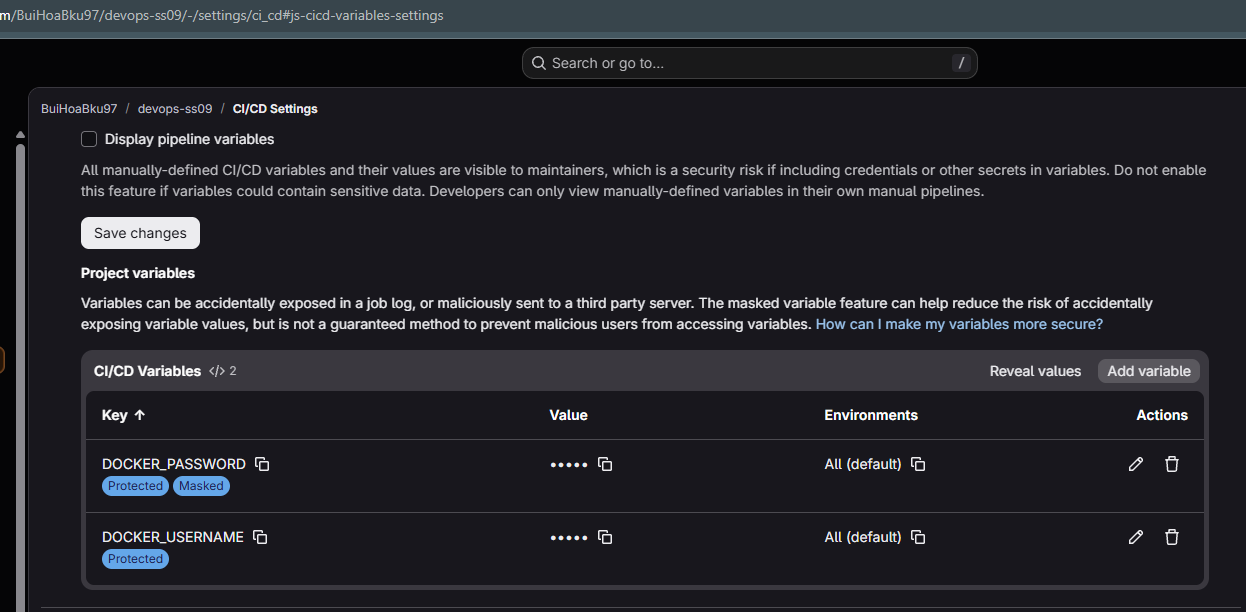 m/BuiHoaBku97/devops-ss09/-/settings/ci_cd#js-cicd-variables-settings
Search or go to... /
BuiHoaBku97 / devops-ss09 / CI/CD Settings
Display pipeline variables
All manually-defined CI/CD variables and their values are visible to maintainers, which is a security risk if including credentials or other secrets in variables. Do not enable
this feature if variables could contain sensitive data. Developers can only view manually-defined variables in their own manual pipelines.
Save changes
Project variables
Variables can be accidentally exposed in a job log, or maliciously sent to a third party server. The masked variable feature can help reduce the risk of accidentally
exposing variable values, but is not a guaranteed method to prevent malicious users from accessing variables. How can I make my variables more secure?
CI/CD Variables </> 2 Reveal values Add variable
Key ↑ Value Environments Actions
DOCKER_PASSWORD ••••• All (default)
Protected Masked
DOCKER_USERNAME ••••• All (default)
Protected